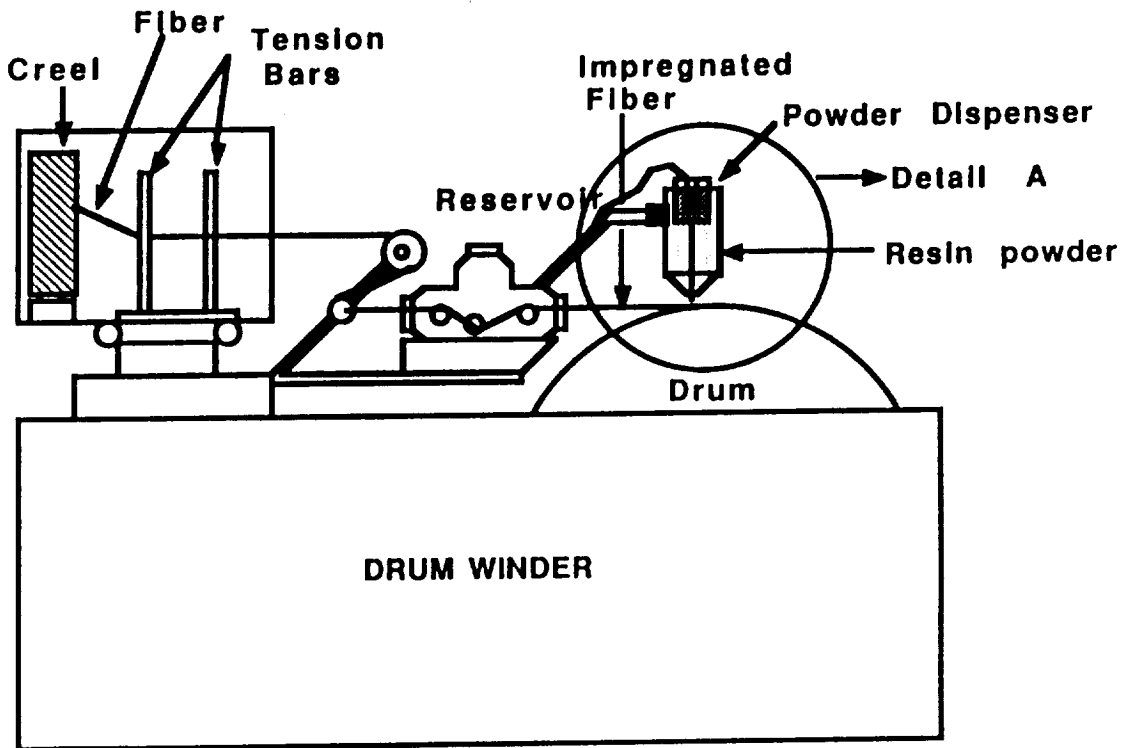 Fiber
Creel
Tension
Bars
Impregnated
Fiber
Powder Dispenser
Detail A
Reservoir
Resin powder
Drum
DRUM WINDER